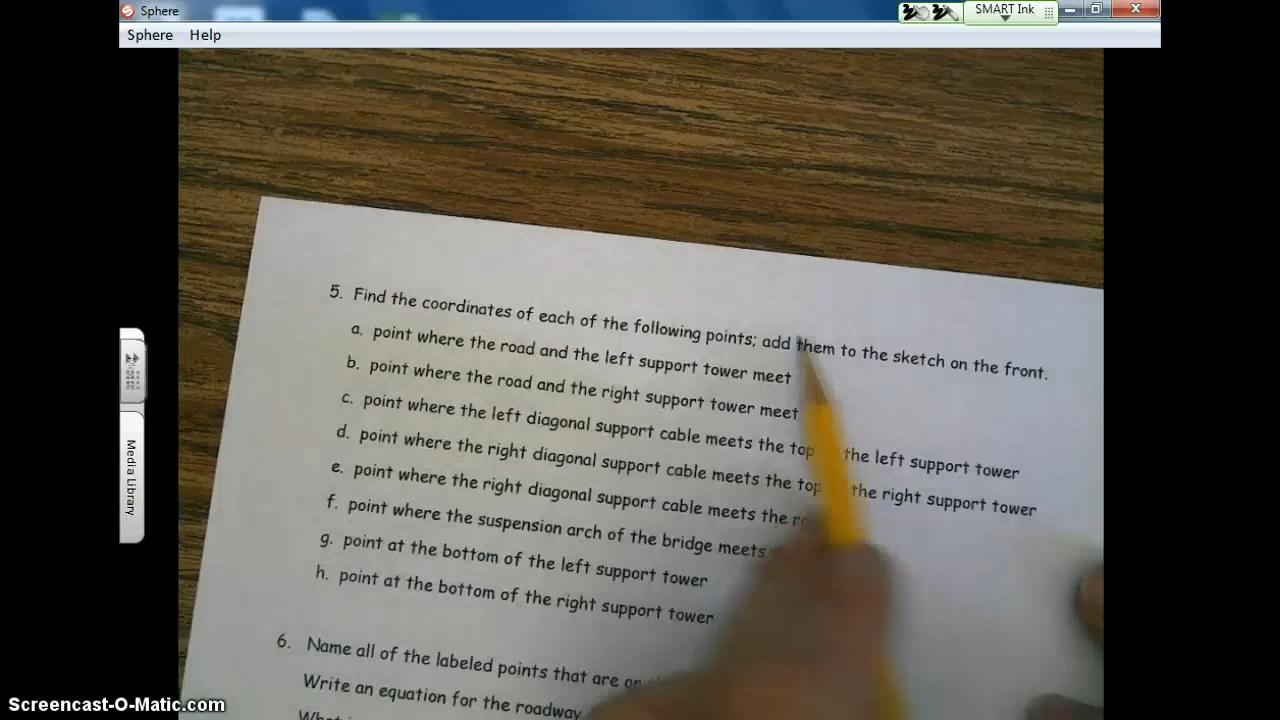 Sphere
SMART Ink
Sphere Help
5. Find the coordinates of each of the following points; add them to the sketch on the front.
a. point where the road and the left support tower meet
b. point where the road and the right support tower meet
c. point where the left diagonal support cable meets the top the left support tower
d. point where the right diagonal support cable meets the top the right support tower
e. point where the right diagonal support cable meets the
f. point where the suspension arch of the bridge meets
g. point at the bottom of the left support tower
h. point at the bottom of the right support tower
6. Name all of the labeled points that are
Write an equation for the roadway
Media Library
Screencast-O-Matic.com